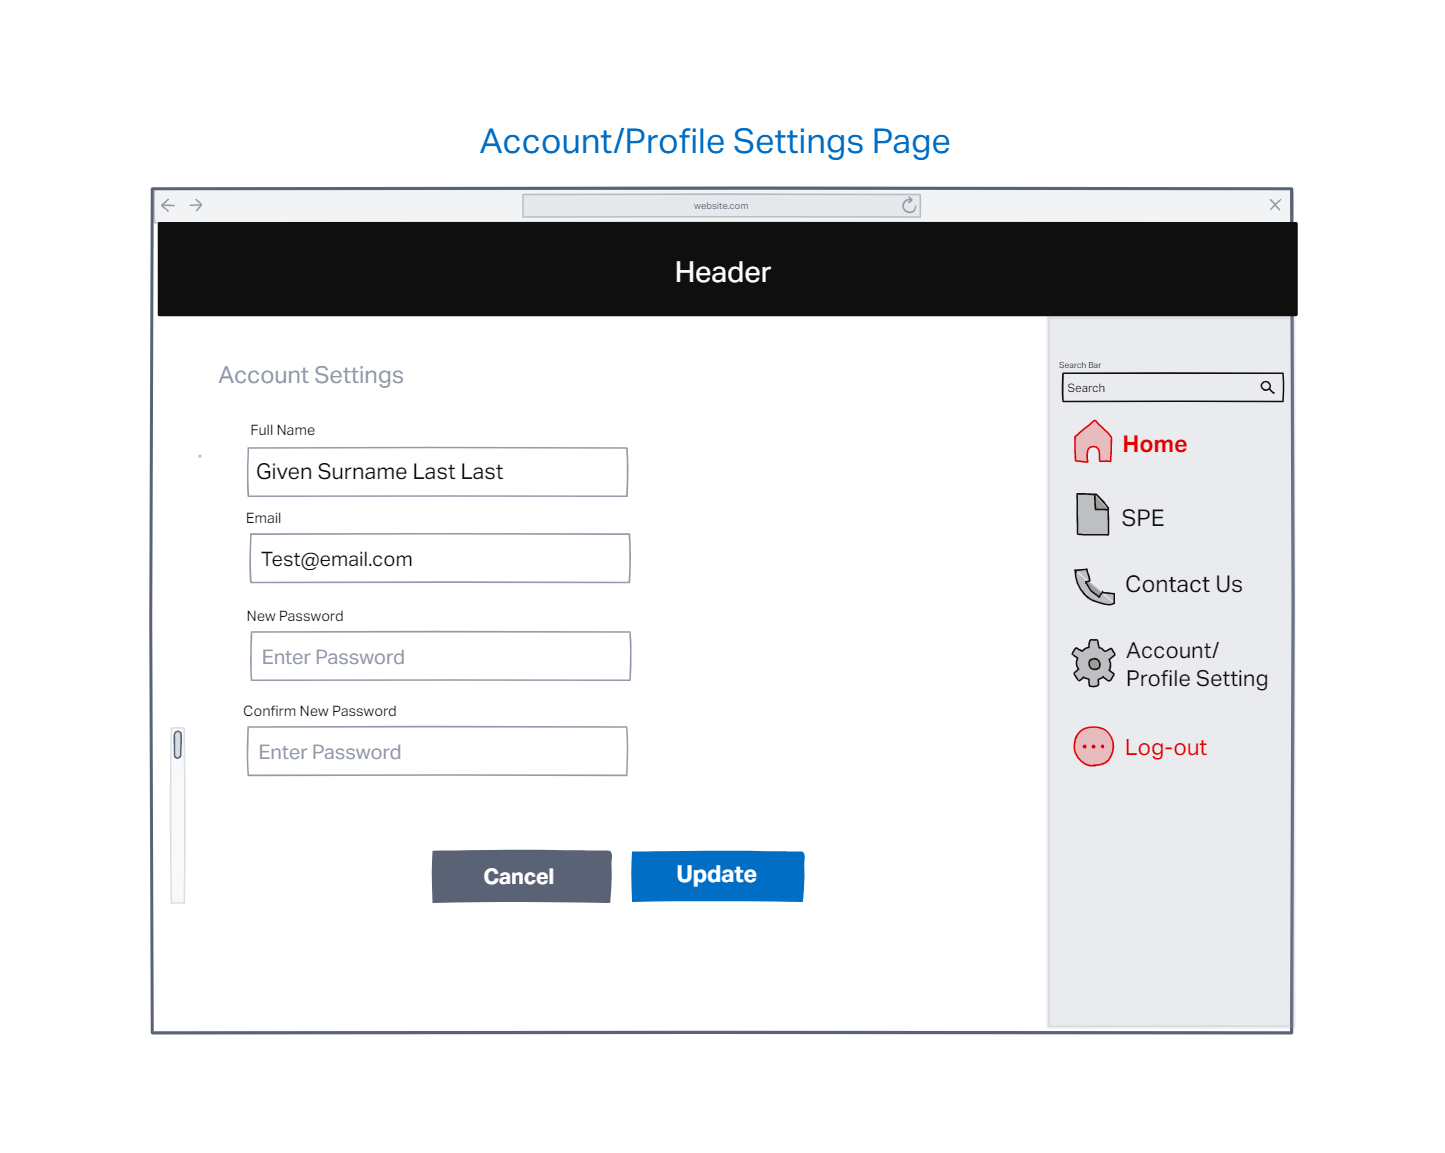 Account/Profile Settings Page
website.com
Header
Account Settings
Full Name
Given Surname Last Last
Email
Test@email.com
New Password
Enter Password
Confirm New Password
Enter Password
Cancel
Update
Search Bar
Search
Home
SPE
Contact Us
Account/
Profile Setting
Log-out